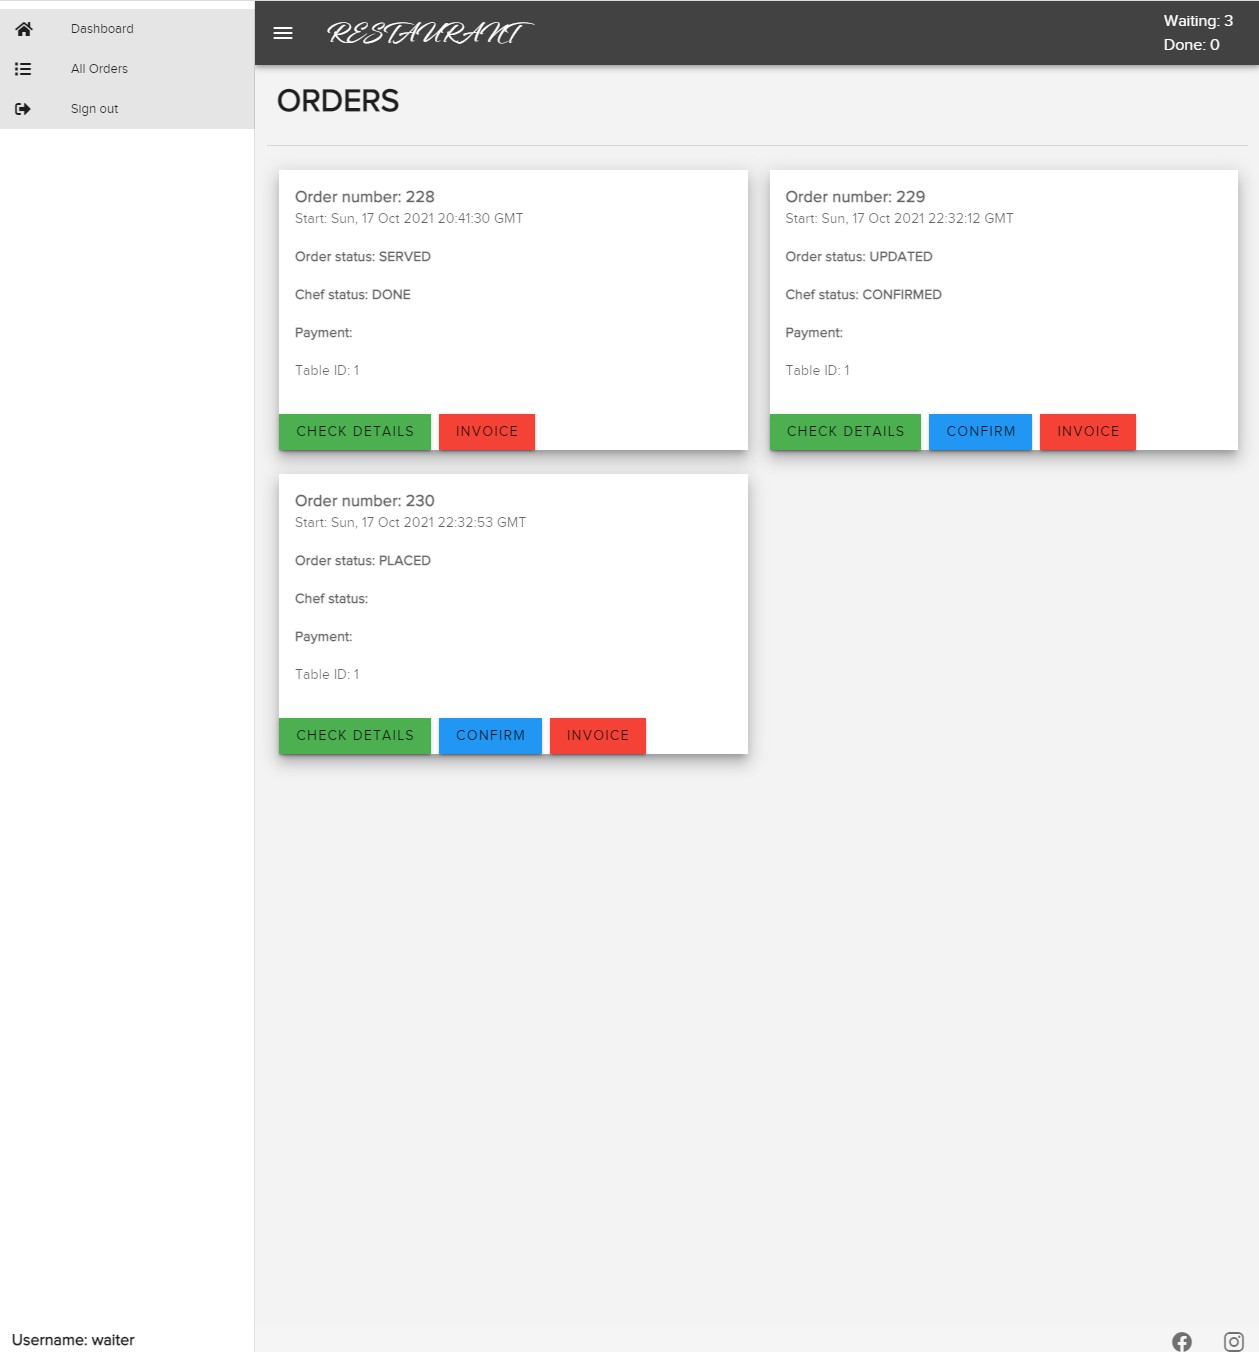 Dashboard
All Orders
Sign out
RESTAURANT
Waiting: 3
Done: 0
ORDERS
Order number: 228
Start: Sun, 17 Oct 2021 20:41:30 GMT
Order status: SERVED
Chef status: DONE
Payment:
Table ID: 1
CHECK DETAILS INVOICE
Order number: 229
Start: Sun, 17 Oct 2021 22:32:12 GMT
Order status: UPDATED
Chef status: CONFIRMED
Payment:
Table ID: 1
CHECK DETAILS CONFIRM INVOICE
Order number: 230
Start: Sun, 17 Oct 2021 22:32:53 GMT
Order status: PLACED
Chef status:
Payment:
Table ID: 1
CHECK DETAILS CONFIRM INVOICE
Username: waiter